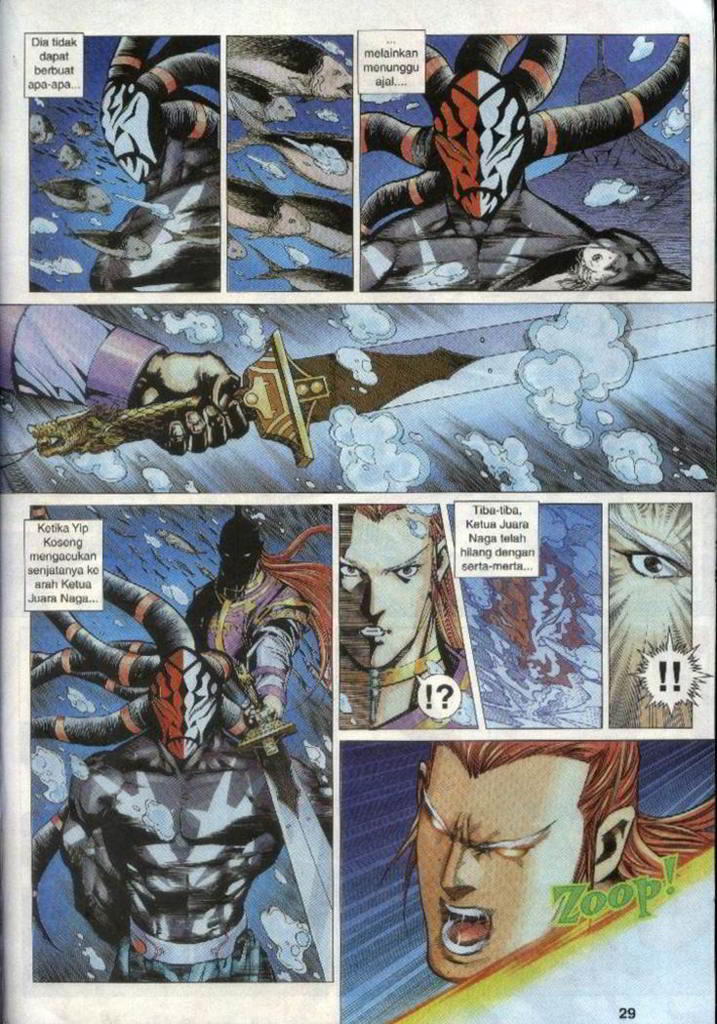 Dia tidak
dapat
berbuat
apa-apa...
...
melainkan
menunggu
ajal....
Ketika Yip
Koseng
mengacukan
senjatanya ke
arah Ketua
Juara Naga...
!?
Tiba-tiba,
Ketua Juara
Naga telah
hilang dengan
serta-merta...
!!
Zoop!
29